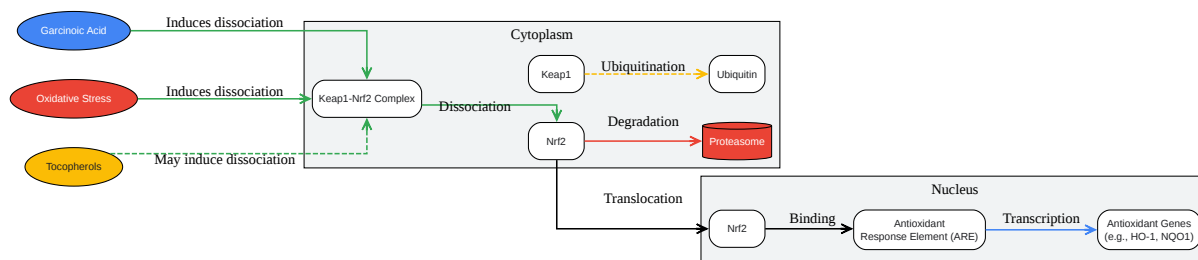 Garcinoic Acid
Induces dissociation
Cytoplasm
Keap1
Ubiquitination
Ubiquitin
Oxidative Stress
Induces dissociation
Keap1-Nrf2 Complex
Dissociation
Nrf2
Degradation
Proteasome
Tocopherols
May induce dissociation
Translocation
Nucleus
Nrf2
Binding
Antioxidant
Response Element (ARE)
Transcription
Antioxidant Genes
(e.g., HO-1, NQO1)